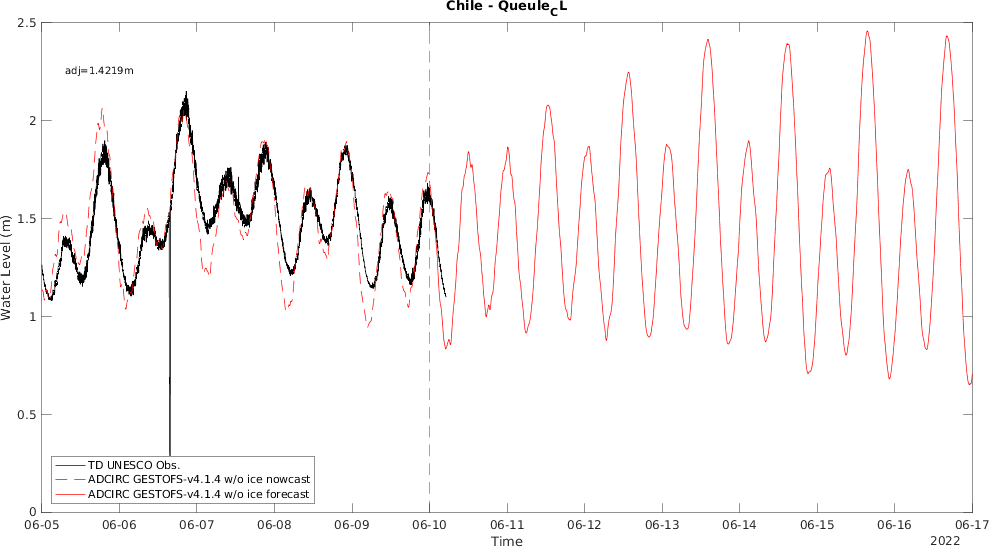 Chile - Queule_CL
2.5
adj=1.4219m
2
1.5
Water Level (m)
1
0.5
TD UNESCO Obs.
ADCIRC GESTOFS-v4.1.4 w/o ice nowcast
ADCIRC GESTOFS-v4.1.4 w/o ice forecast
0
06-05 06-06 06-07 06-08 06-09 06-10 06-11 06-12 06-13 06-14 06-15 06-16 06-17
Time
2022